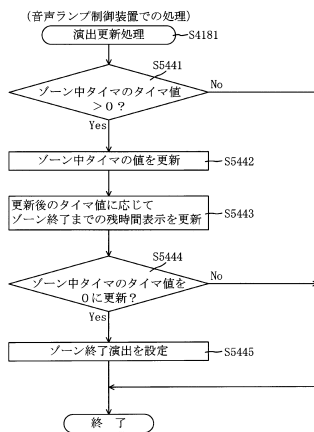 (音声ランプ制御装置での処理)
演出更新処理
S4181
S5441
ゾーン中タイマのタイマ値
>0?
No
Yes
ゾーン中タイマの値を更新
S5442
更新後のタイマ値に応じて
ゾーン終了までの残時間表示を更新
S5443
S5444
ゾーン中タイマのタイマ値を
0に更新?
No
Yes
ゾーン終了演出を設定
S5445
終 了